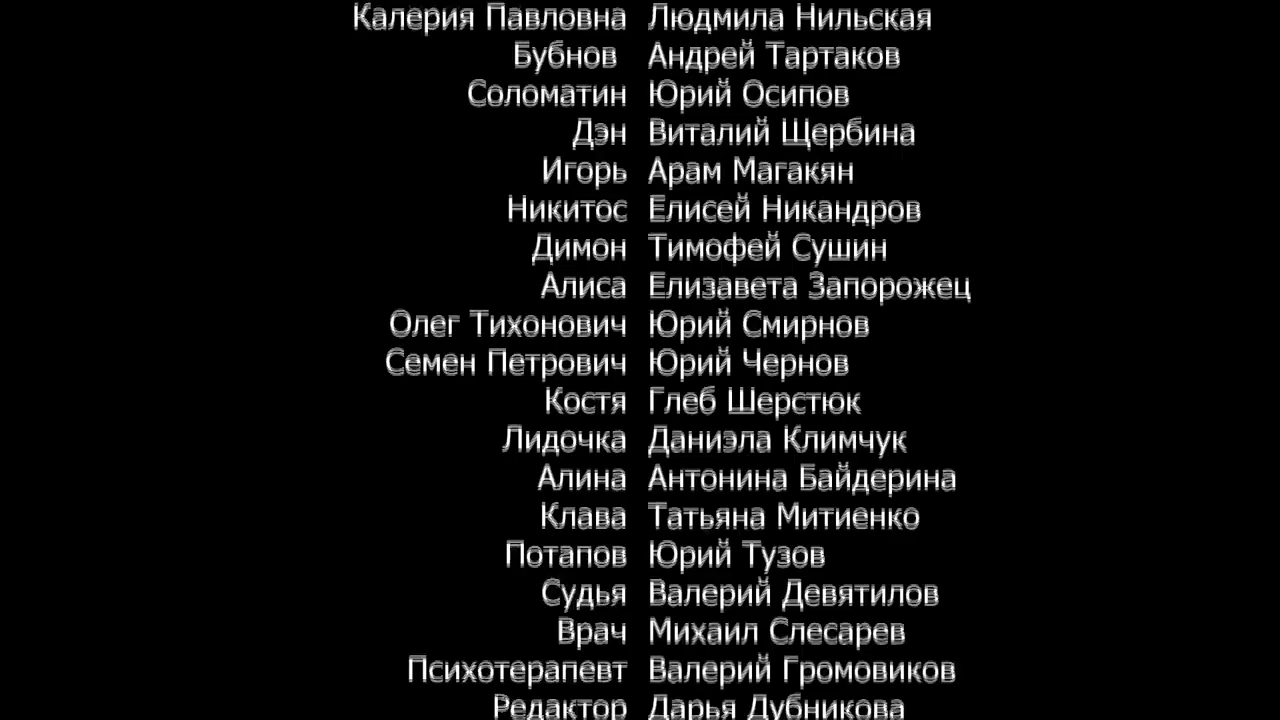 Калерия Павловна Людмила Нильская
Бубнов Андрей Тартаков
Соломатин Юрий Осипов
Дэн Виталий Щербина
Игорь Арам Магакян
Никитос Елисей Никандров
Димон Тимофей Сушин
Алиса Елизавета Запорожец
Олег Тихонович Юрий Смирнов
Семен Петрович Юрий Чернов
Костя Глеб Шерстюк
Лидочка Даниэла Климчук
Алина Антонина Байдерина
Клава Татьяна Митиенко
Потапов Юрий Тузов
Судья Валерий Девятилов
Врач Михаил Слесарев
Психотерапевт Валерий Громовиков
Редактор Дарья Дубникова